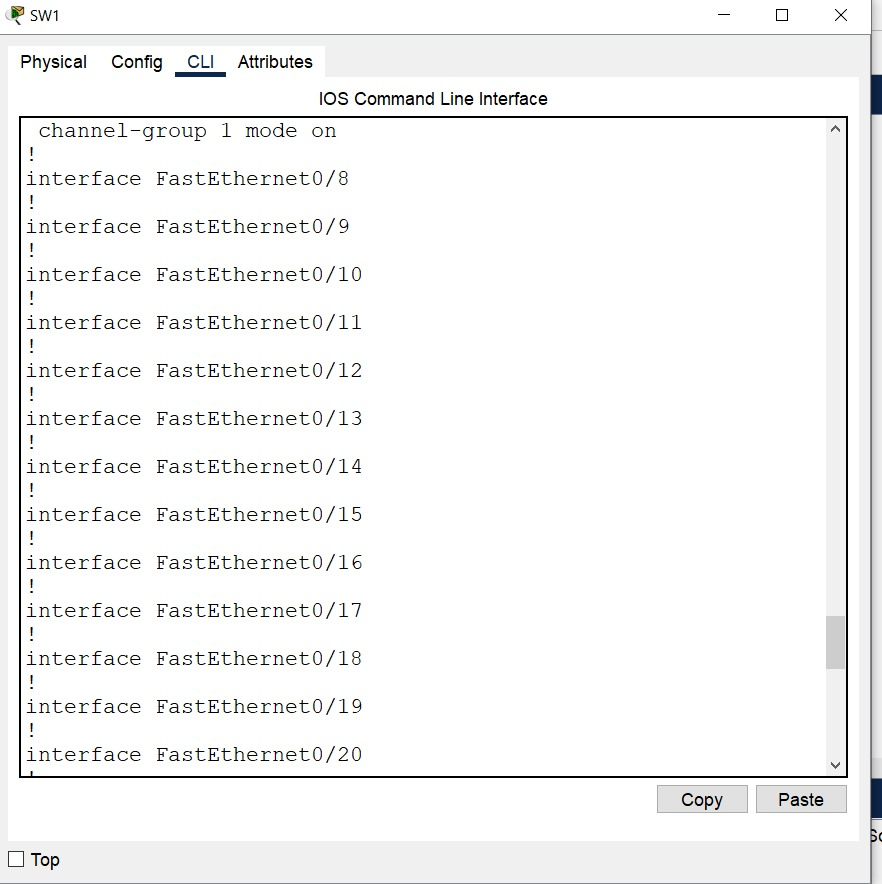 SW1
Physical Config CLI Attributes
IOS Command Line Interface
channel-group 1 mode on
!
interface FastEthernet0/8
!
interface FastEthernet0/9
!
interface FastEthernet0/10
!
interface FastEthernet0/11
!
interface FastEthernet0/12
!
interface FastEthernet0/13
!
interface FastEthernet0/14
!
interface FastEthernet0/15
!
interface FastEthernet0/16
!
interface FastEthernet0/17
!
interface FastEthernet0/18
!
interface FastEthernet0/19
!
interface FastEthernet0/20
Copy Paste
Top